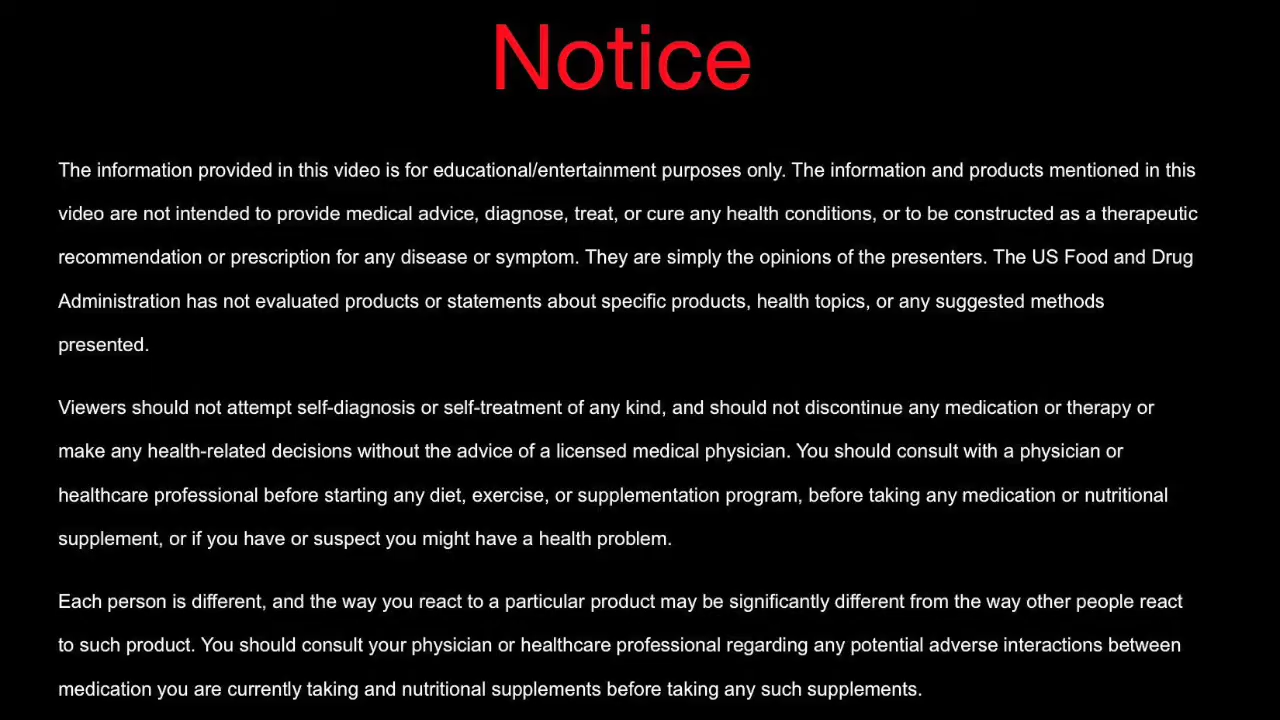 Notice
The information provided in this video is for educational/entertainment purposes only. The information and products mentioned in this
video are not intended to provide medical advice, diagnose, treat, or cure any health conditions, or to be constructed as a therapeutic
recommendation or prescription for any disease or symptom. They are simply the opinions of the presenters. The US Food and Drug
Administration has not evaluated products or statements about specific products, health topics, or any suggested methods
presented.
Viewers should not attempt self-diagnosis or self-treatment of any kind, and should not discontinue any medication or therapy or
make any health-related decisions without the advice of a licensed medical physician. You should consult with a physician or
healthcare professional before starting any diet, exercise, or supplementation program, before taking any medication or nutritional
supplement, or if you have or suspect you might have a health problem.
Each person is different, and the way you react to a particular product may be significantly different from the way other people react
to such product. You should consult your physician or healthcare professional regarding any potential adverse interactions between
medication you are currently taking and nutritional supplements before taking any such supplements.